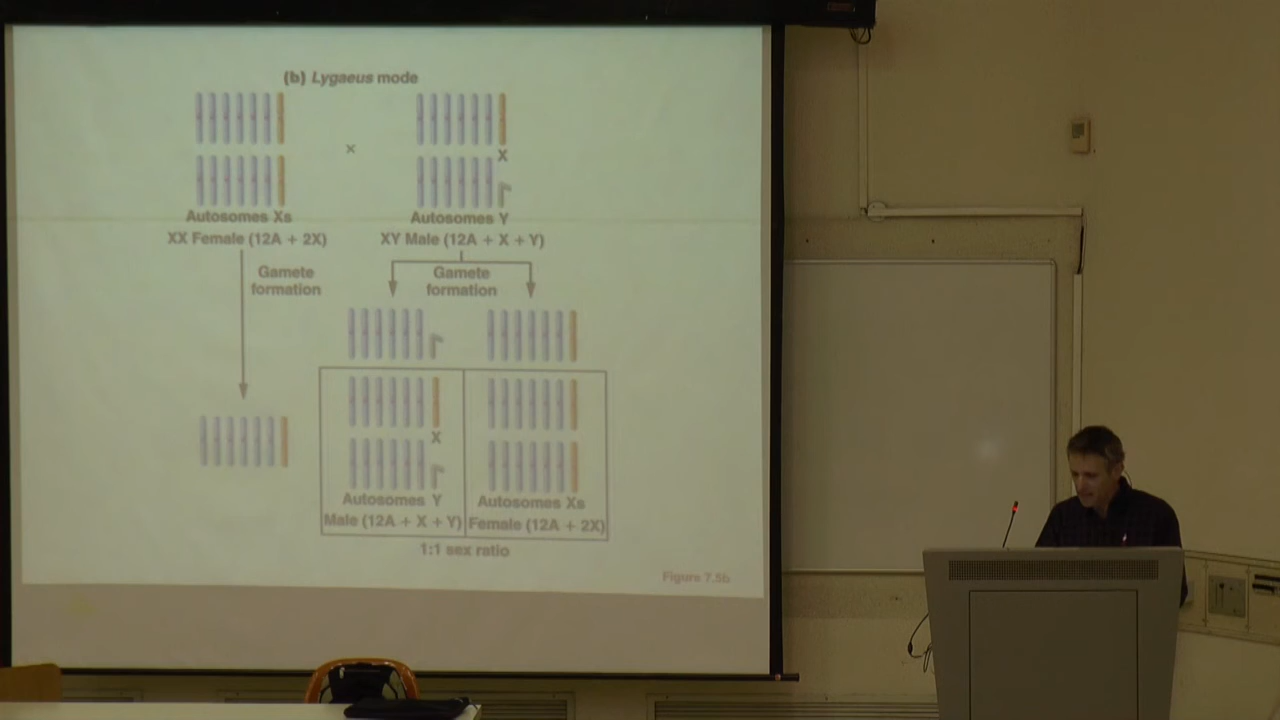 (b) Lygaeus mode
×
X
Autosomes Xs
Autosomes Y
XX Female (12A + 2X)
XY Male (12A + X + Y)
Gamete
formation
Gamete
formation
X
Autosomes Y
Autosomes Xs
Male (12A + X + Y)
Female (12A + 2X)
1:1 sex ratio
Figure 7.5b